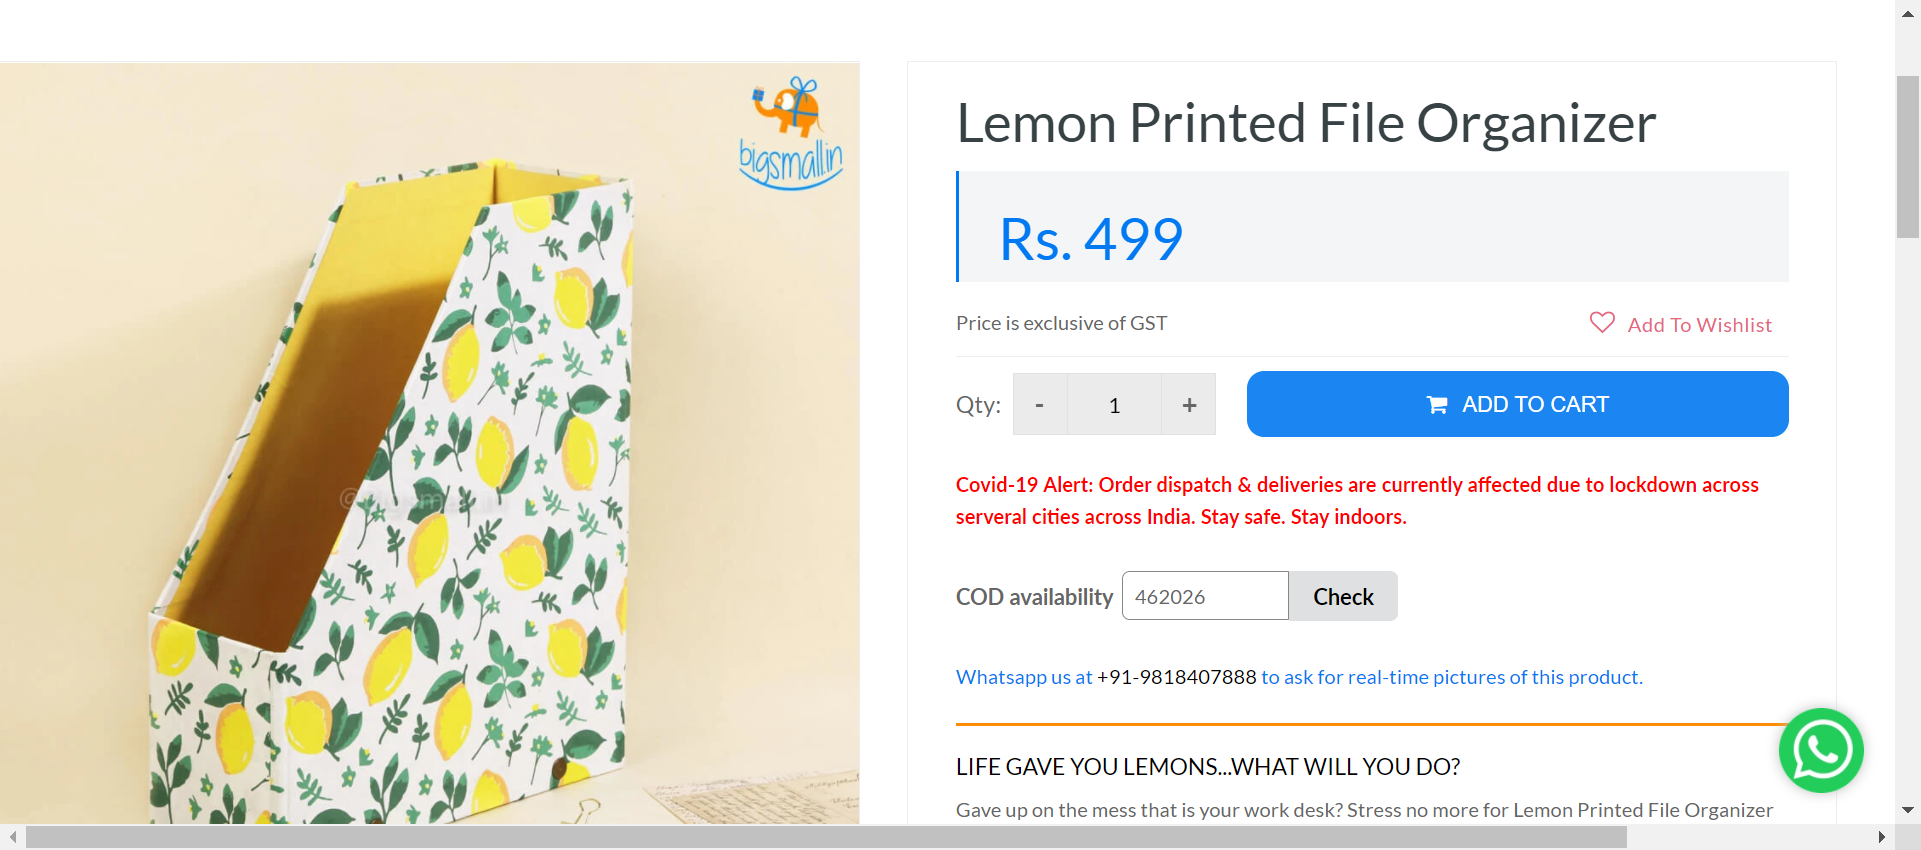 bigsmall.in
Lemon Printed File Organizer
Rs. 499
Price is exclusive of GST
Add To Wishlist
Qty: - 1 +
ADD TO CART
Covid-19 Alert: Order dispatch & deliveries are currently affected due to lockdown across
serveral cities across India. Stay safe. Stay indoors.
COD availability 462026 Check
Whatsapp us at +91-9818407888 to ask for real-time pictures of this product.
LIFE GAVE YOU LEMONS...WHAT WILL YOU DO?
Gave up on the mess that is your work desk? Stress no more for Lemon Printed File Organizer